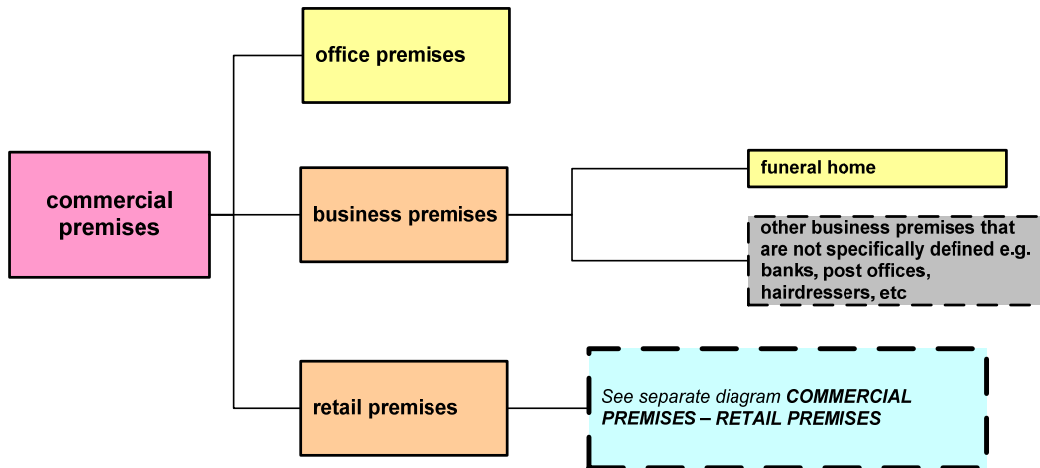 office premises
commercial
premises
business premises
funeral home
other business premises that
are not specifically defined e.g.
banks, post offices,
hairdressers, etc
retail premises
See separate diagram COMMERCIAL
PREMISES – RETAIL PREMISES